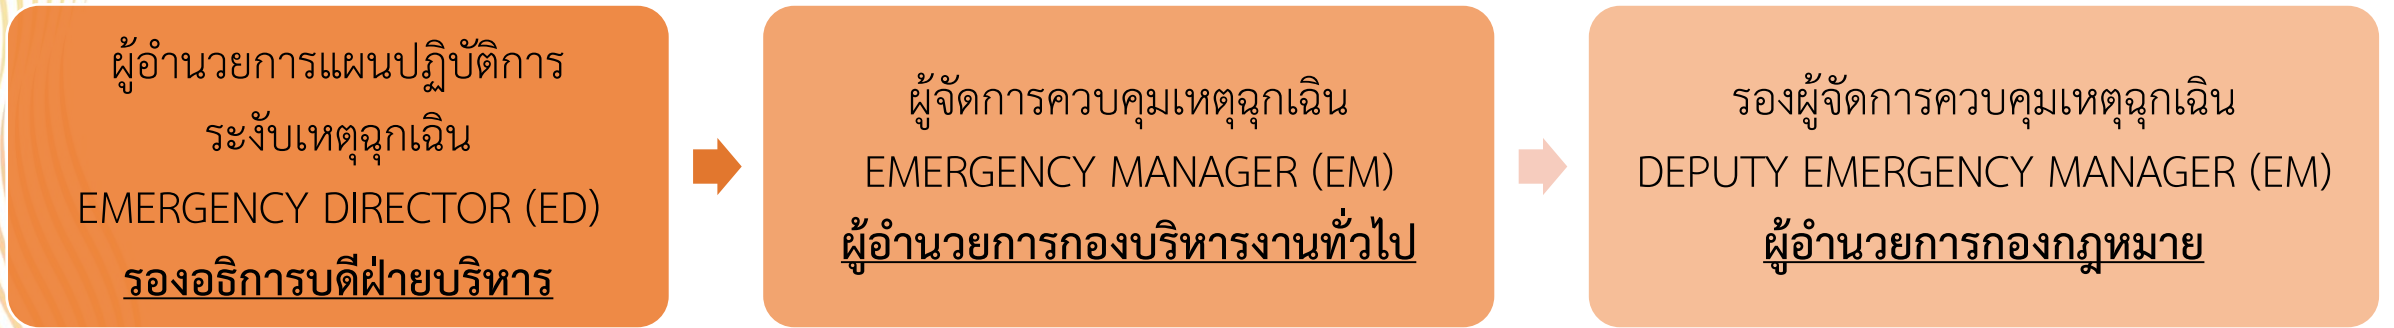 ผู้อำนวยการแผนปฏิบัติการ
ระงับเหตุฉุกเฉิน
EMERGENCY DIRECTOR (ED)
รองอธิการบดีฝ่ายบริหาร
ผู้จัดการควบคุมเหตุฉุกเฉิน
EMERGENCY MANAGER (EM)
ผู้อำนวยการกองบริหารงานทั่วไป
รองผู้จัดการควบคุมเหตุฉุกเฉิน
DEPUTY EMERGENCY MANAGER (EM)
ผู้อำนวยการกองกฎหมาย